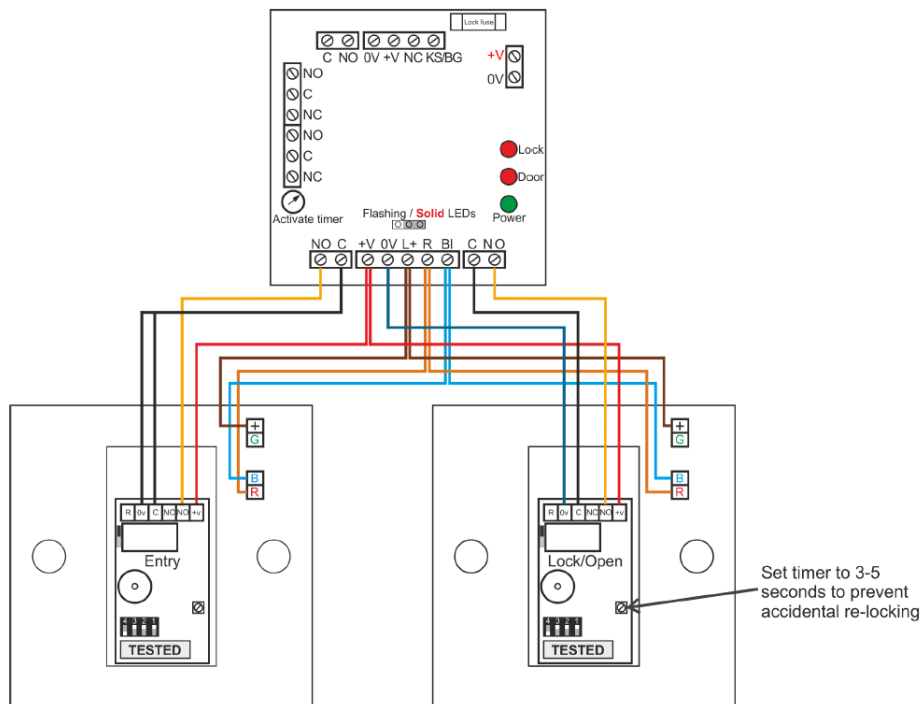 Lock fuse
C NO 0V +V NC KS/BG
+V
0V
NO
C
NC
NO
C
NC
Lock
Door
Power
Activate timer
Flashing / Solid LEDs
NO C +V 0V L+ R Bl C NO
+
G
B
R
R 0v C NC NO +v
Entry
4 3 2 1
TESTED
+
G
B
R
R 0v C NC NO +v
Lock/Open
4 3 2 1
TESTED
Set timer to 3-5
seconds to prevent
accidental re-locking